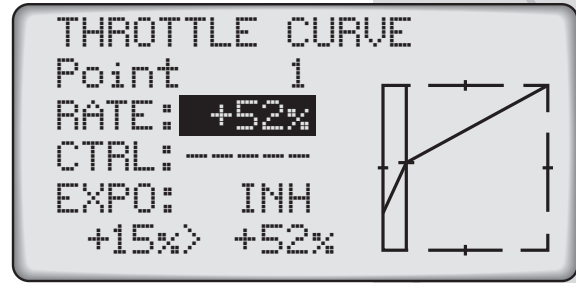 THROTTLE CURVE
Point 1
RATE: +52%
CTRL: -----
EXPO: INH
+15%> +52%